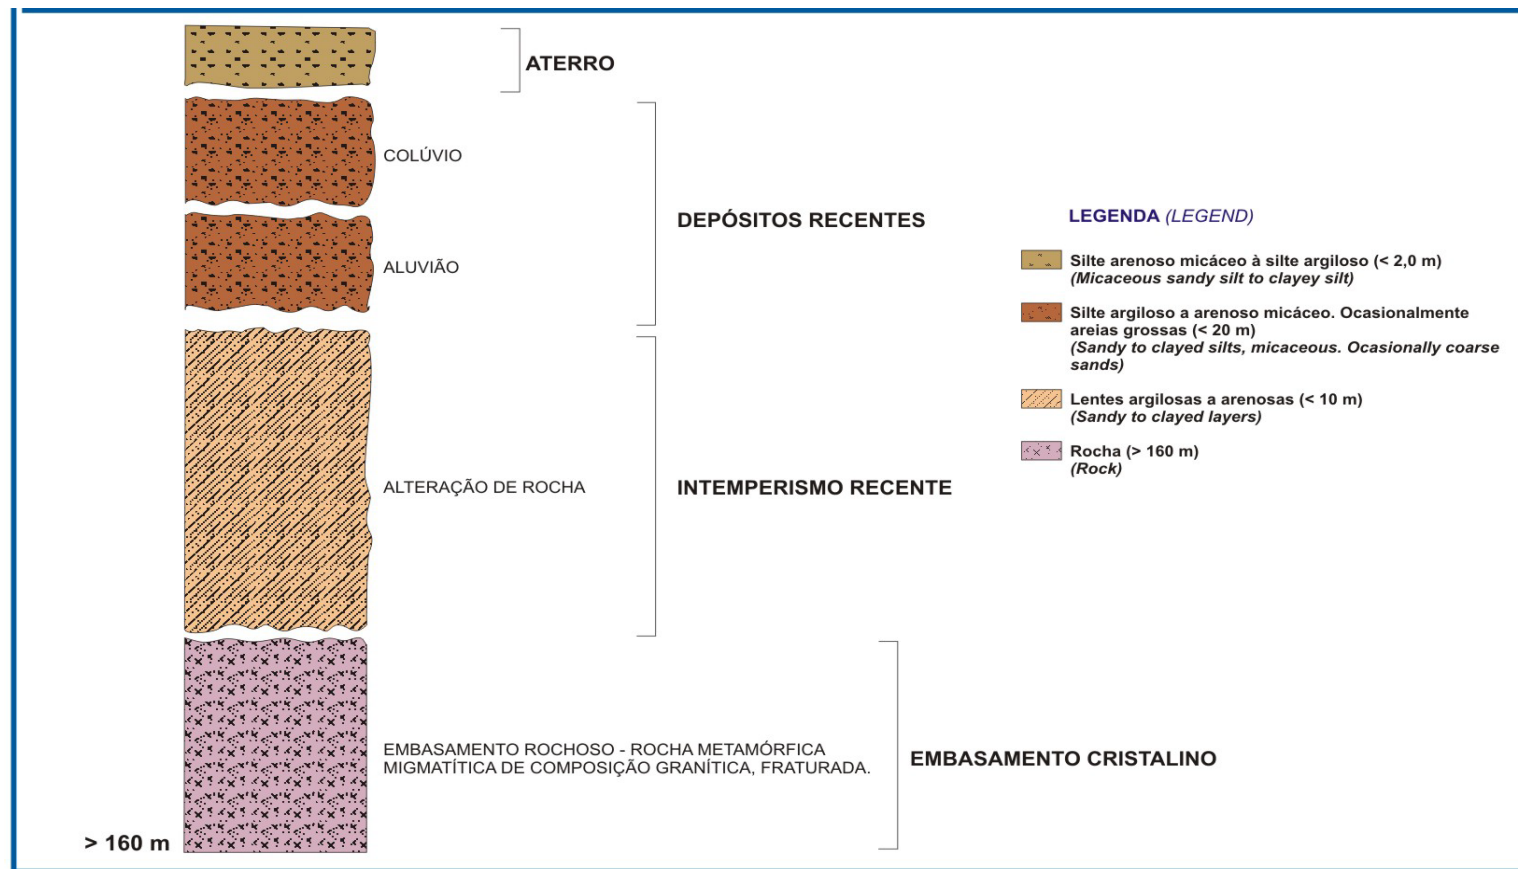 ATERRO
COLÚVIO
DEPÓSITOS RECENTES
ALUVIÃO
ALTERAÇÃO DE ROCHA
INTEMPERISMO RECENTE
EMBASAMENTO ROCHOSO - ROCHA METAMÓRFICA
MIGMATÍTICA DE COMPOSIÇÃO GRANÍTICA, FRATURADA.
EMBASAMENTO CRISTALINO
> 160 m
LEGENDA (LEGEND)
Silte arenoso micáceo à silte argiloso (< 2,0 m)
(Micaceous sandy silt to clayey silt)
Silte argiloso a arenoso micáceo. Ocasionalmente
areias grossas (< 20 m)
(Sandy to clayed silts, micaceous. Ocasionally coarse
sands)
Lentes argilosas a arenosas (< 10 m)
(Sandy to clayed layers)
Rocha (> 160 m)
(Rock)